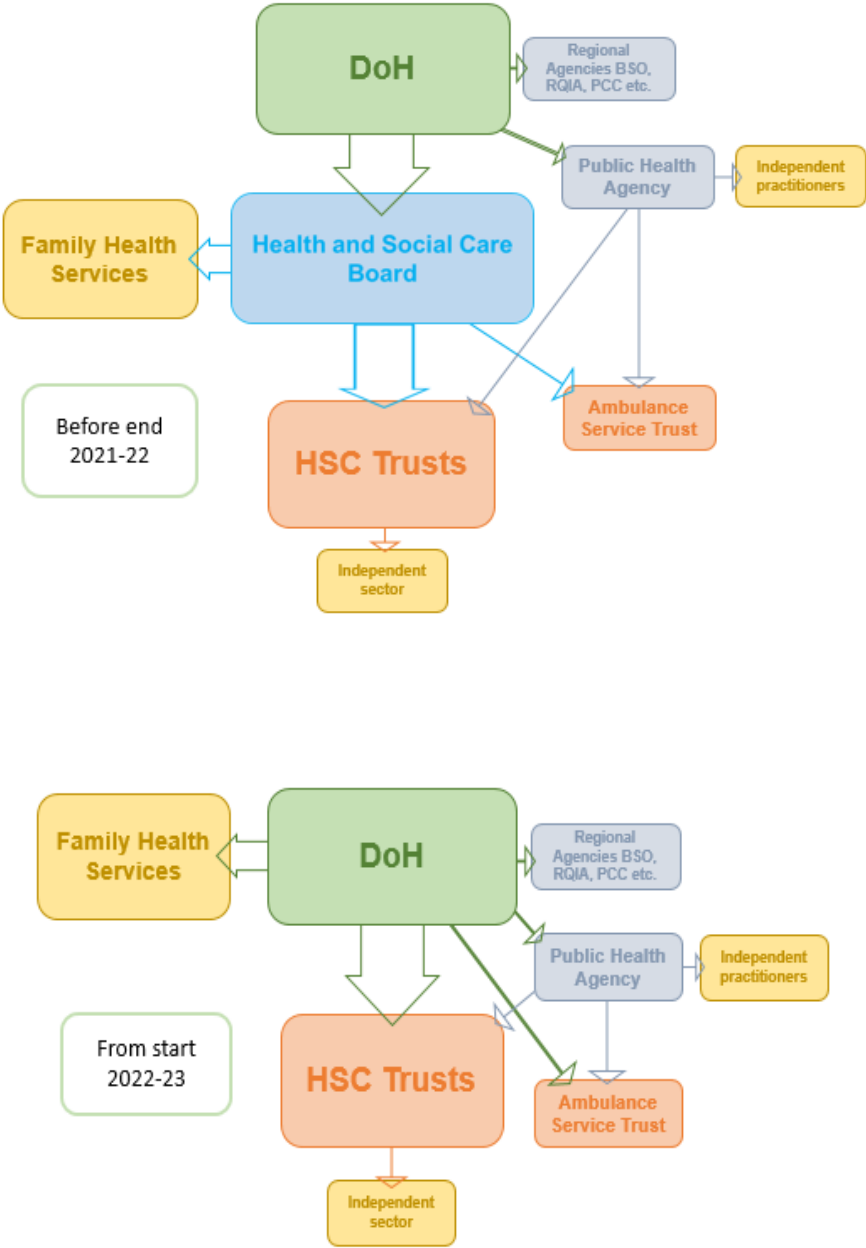 DoH
Regional
Agencies BSO,
RQIA, PCC etc.
Public Health
Agency
Independent
practitioners
Family Health
Services
Health and Social Care
Board
Before end
2021-22
HSC Trusts
Ambulance
Service Trust
Independent
sector
Family Health
Services
DoH
Regional
Agencies BSO,
RQIA, PCC etc.
Public Health
Agency
Independent
practitioners
From start
2022-23
HSC Trusts
Ambulance
Service Trust
Independent
sector